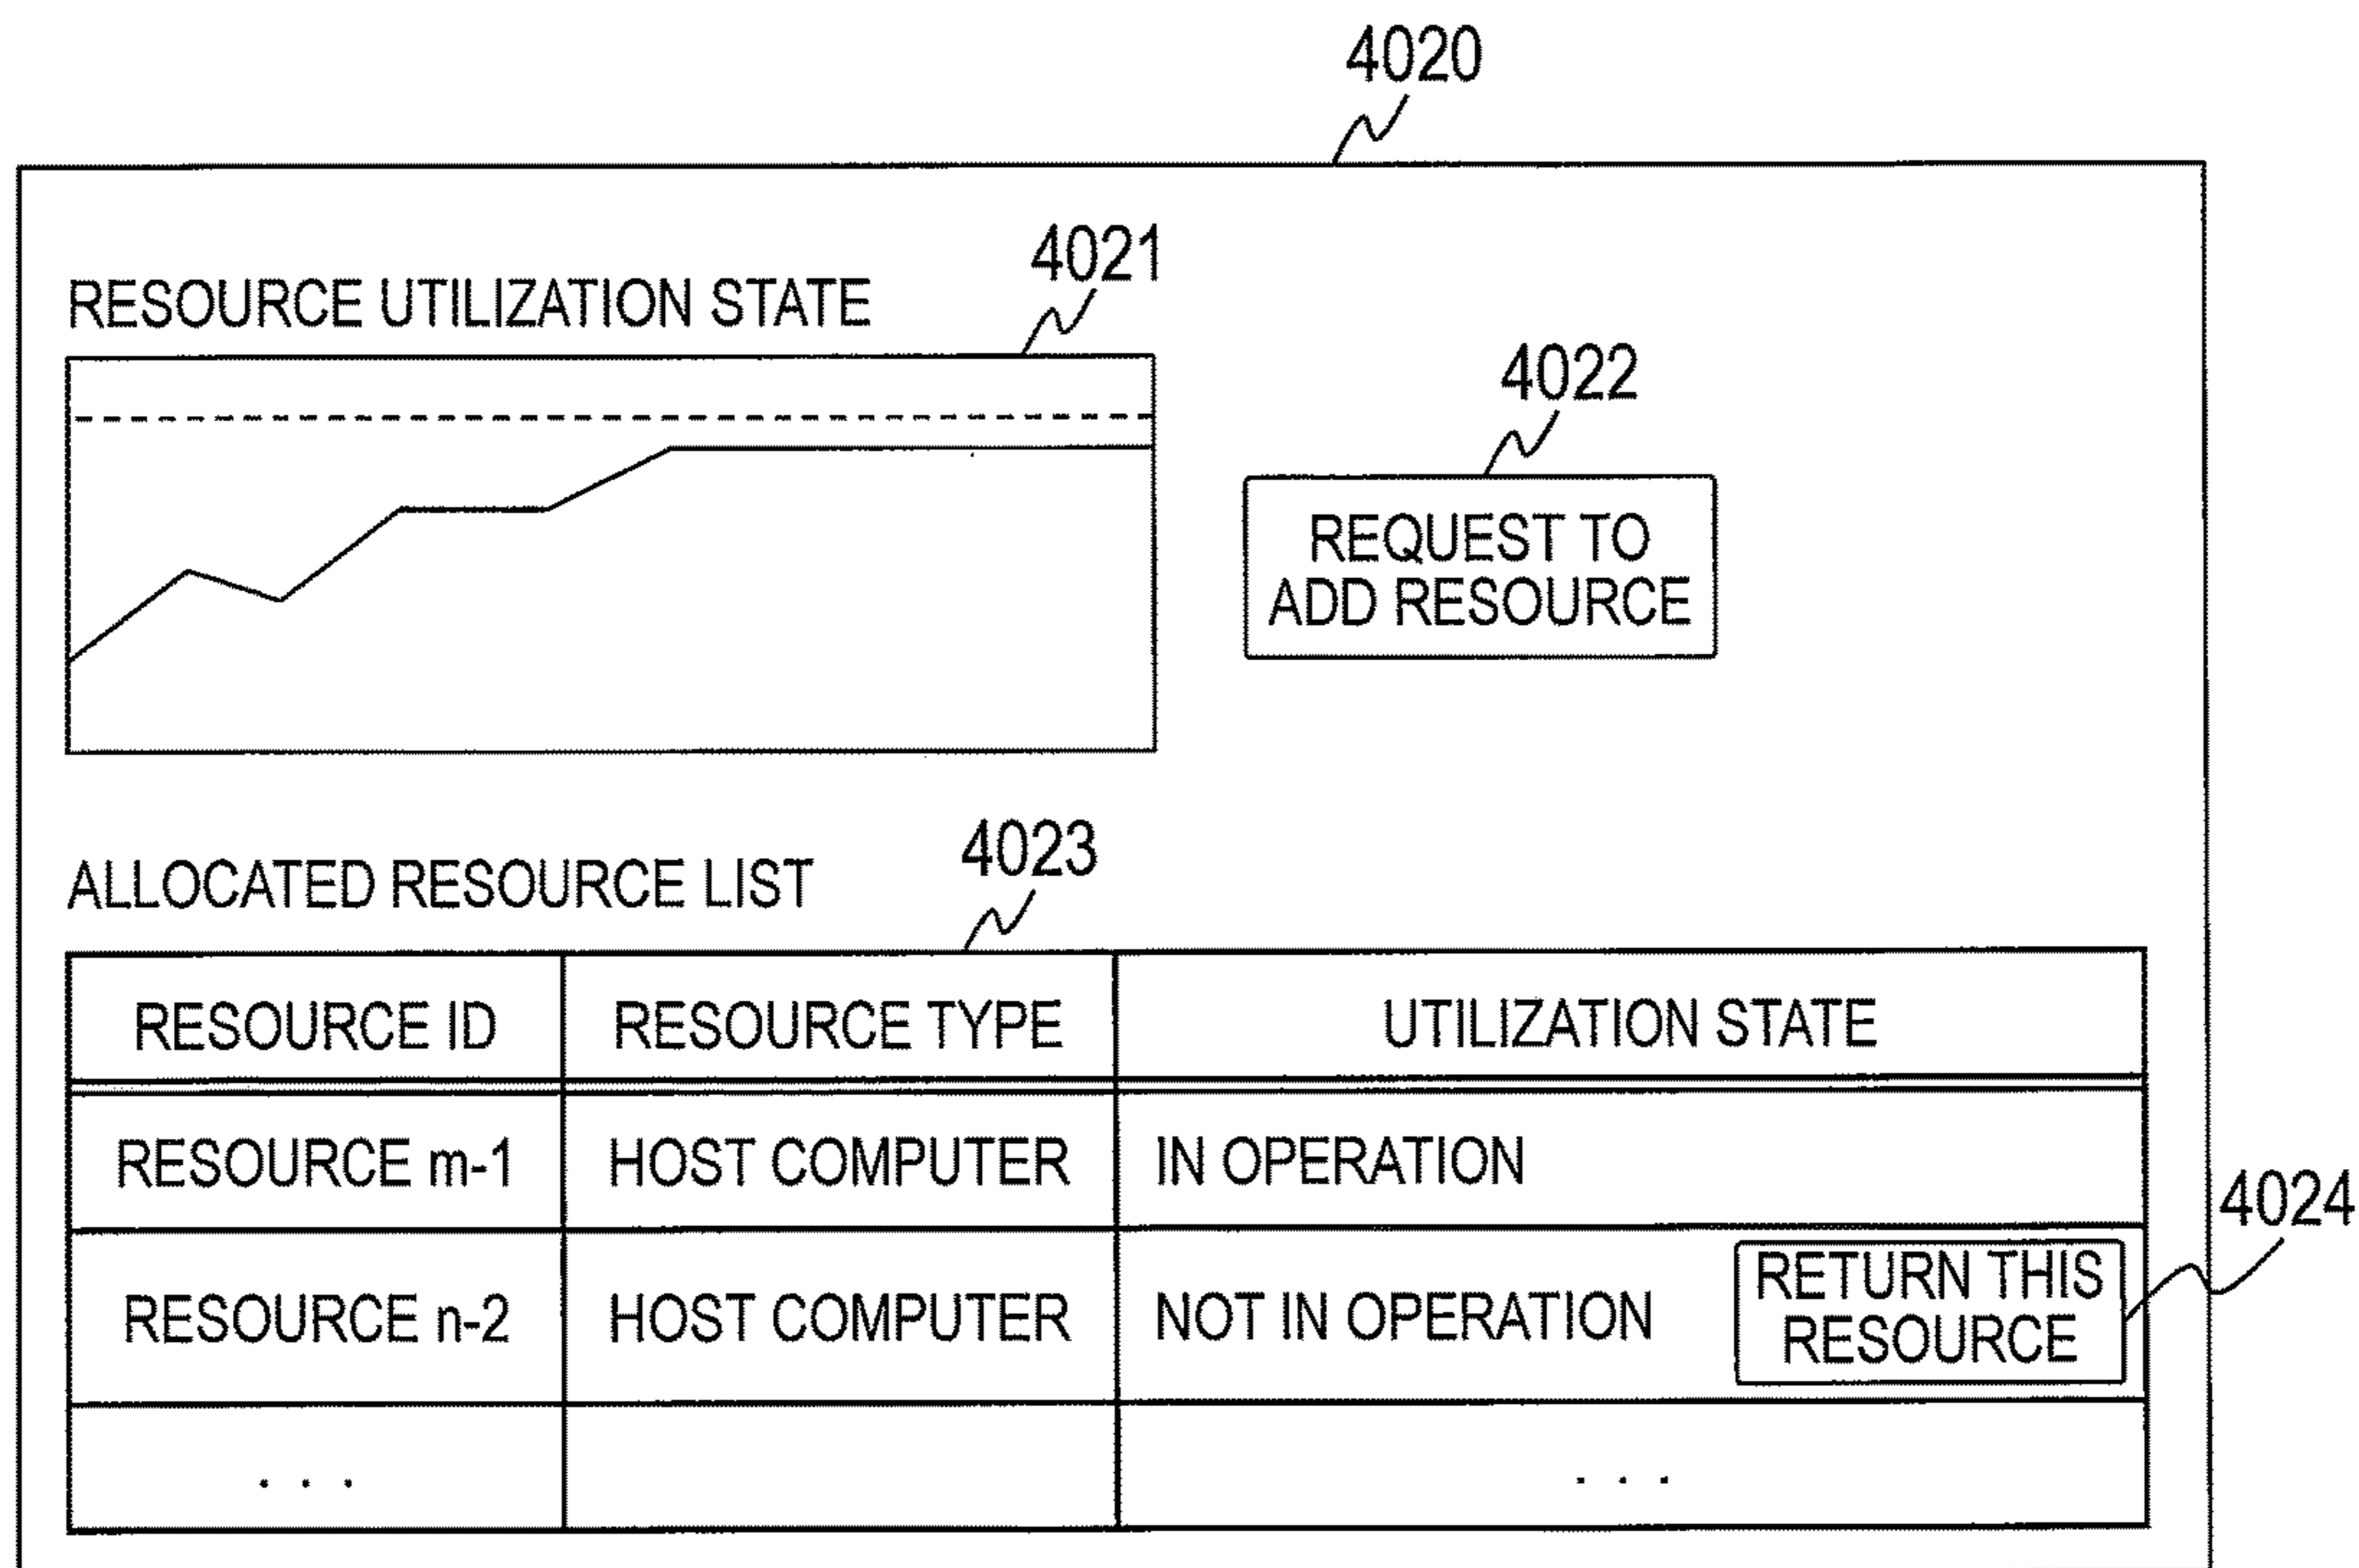 4020
RESOURCE UTILIZATION STATE
4021
4022
REQUEST TO
ADD RESOURCE
ALLOCATED RESOURCE LIST
4023
RESOURCE ID RESOURCE TYPE UTILIZATION STATE
RESOURCE m-1 HOST COMPUTER IN OPERATION
4024
RESOURCE n-2 HOST COMPUTER NOT IN OPERATION
RETURN THIS
RESOURCE
. . . . . .